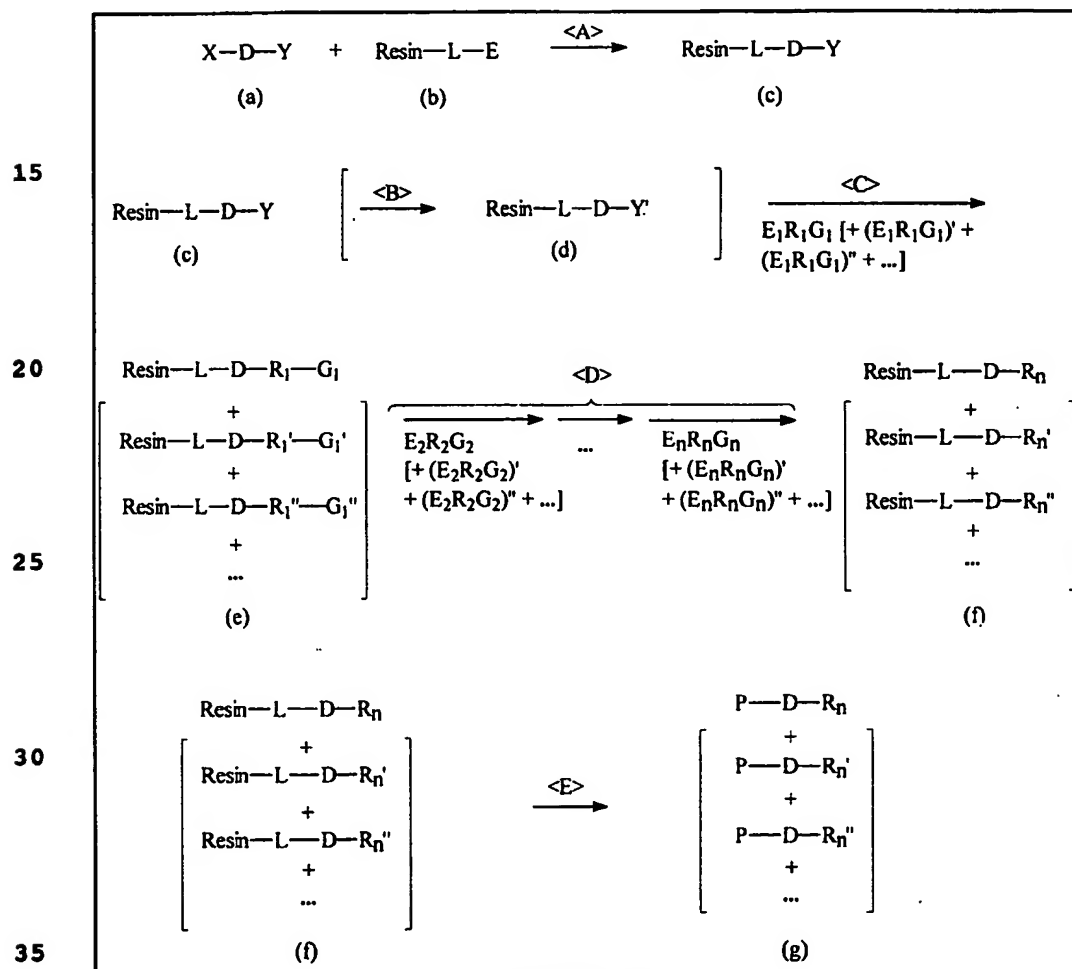 X—D—Y + Resin—L—E <A> Resin—L—D—Y
(a) (b) (c)
15
Resin—L—D—Y <B> Resin—L—D—Y' <C>
(c) (d) E₁R₁G₁ [+ (E₁R₁G₁)' +
(E₁R₁G₁)" + ...]
20 Resin—L—D—R₁—G₁ <D> Resin—L—D—Rₙ
+ +
Resin—L—D—R₁'—G₁' E₂R₂G₂ ... EₙRₙGₙ Resin—L—D—Rₙ'
+ [+ (E₂R₂G₂)' [+ (EₙRₙGₙ)' +
Resin—L—D—R₁"—G₁" + (E₂R₂G₂)" + ...] + (EₙRₙGₙ)" + ...] Resin—L—D—Rₙ"
+ +
25 ... ...
(e) (f)
Resin—L—D—Rₙ P—D—Rₙ
+ +
30 Resin—L—D—Rₙ' <E> P—D—Rₙ'
+ +
Resin—L—D—Rₙ" P—D—Rₙ"
+ +
... ...
35 (f) (g)